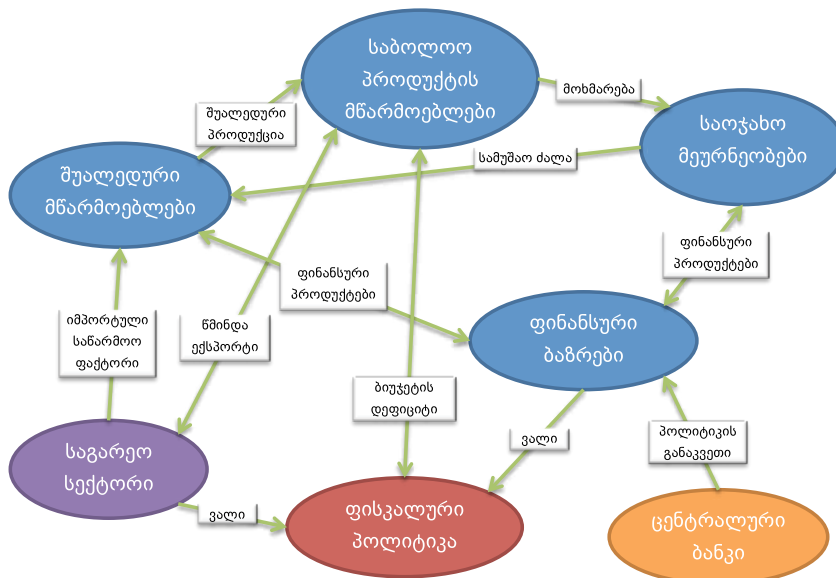 საბოლოო
პროდუქტის
მწარმოებლები
მოხმარება
შუალედური
პროდუქცია
საოჯახო
მეურნეობები
სამუშაო ძალა
შუალედური
მწარმოებლები
ფინანსური
პროდუქტები
ფინანსური
პროდუქტები
იმპორტული
საწარმოო
ფაქტორი
წმინდა
ექსპორტი
ფინანსური
ბაზრები
ბიუჯეტის
დეფიციტი
ვალი
პოლიტიკის
განაკვეთი
საგარეო
სექტორი
ვალი
ფისკალური
პოლიტიკა
ცენტრალური
ბანკი